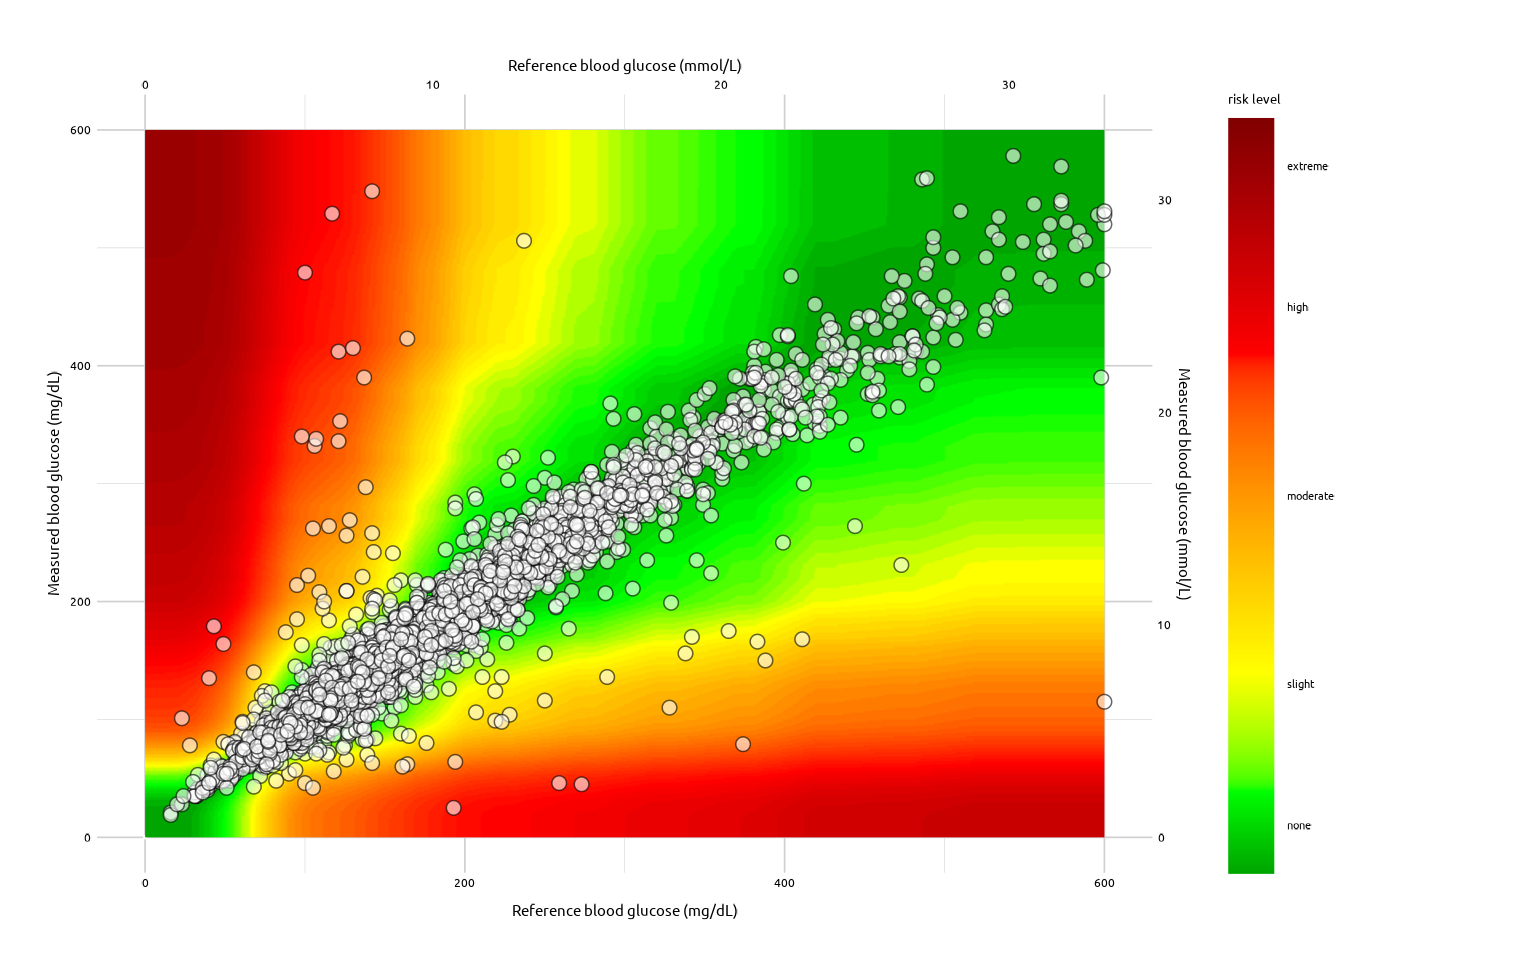 Reference blood glucose (mmol/L)
0 10 20 30
risk level
600
400
200
0
Measured blood glucose (mg/dL)
30
20
10
0
Measured blood glucose (mmol/L)
extreme
high
moderate
slight
none
0 200 400 600
Reference blood glucose (mg/dL)